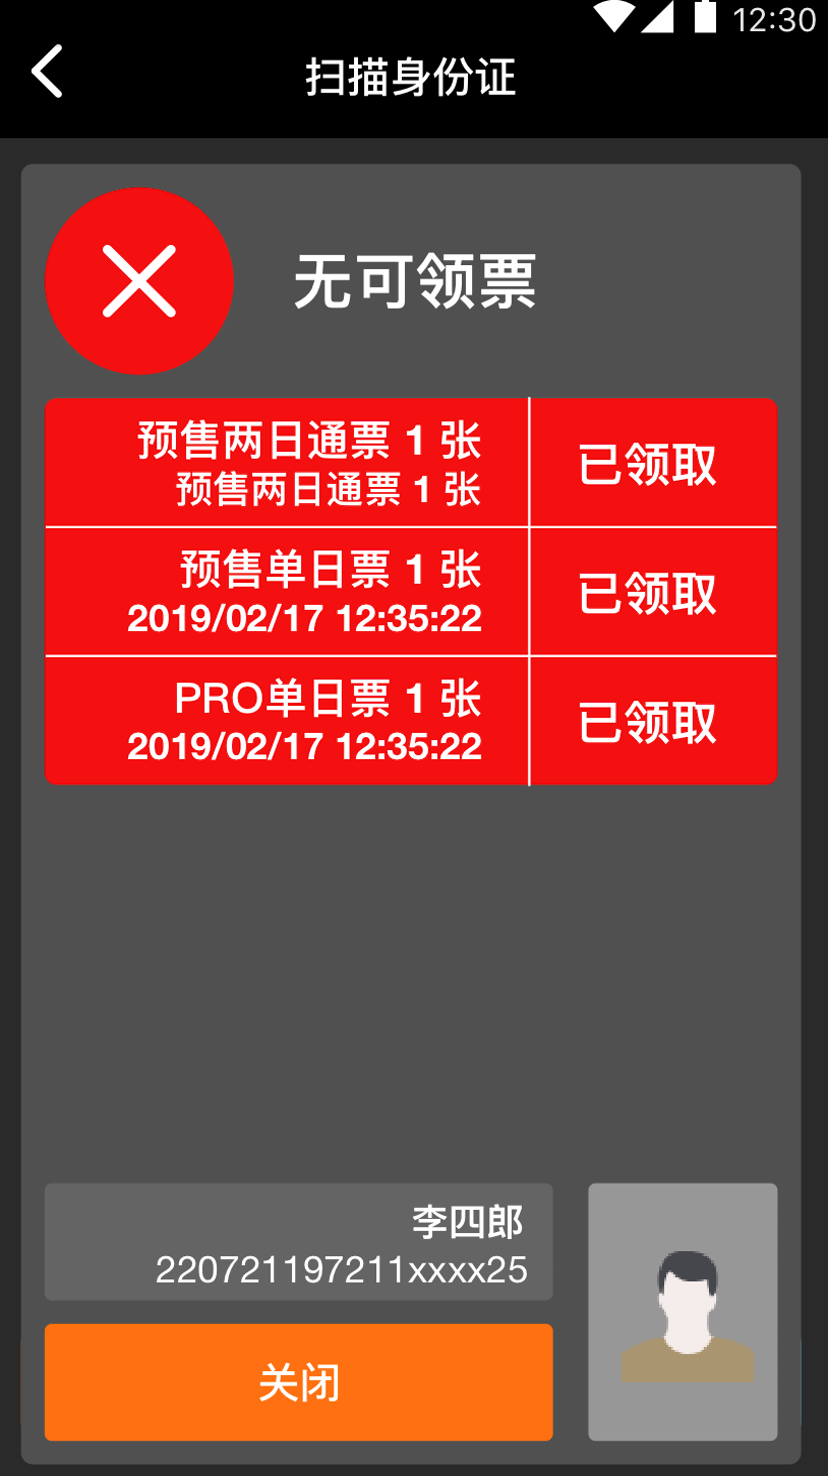 12:30
扫描身份证
无可领票
预售两日通票 1 张
预售两日通票 1 张
已领取
预售单日票 1 张
2019/02/17 12:35:22
已领取
PRO单日票 1 张
2019/02/17 12:35:22
已领取
李四郎
220721197211xxxx25
关闭